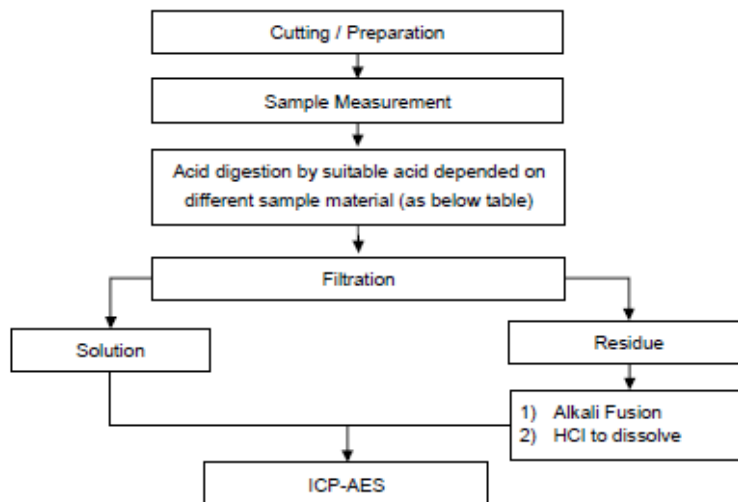 Cutting / Preparation
Sample Measurement
Acid digestion by suitable acid depended on
different sample material (as below table)
Filtration
Solution
Residue
1) Alkali Fusion
2) HCl to dissolve
ICP-AES